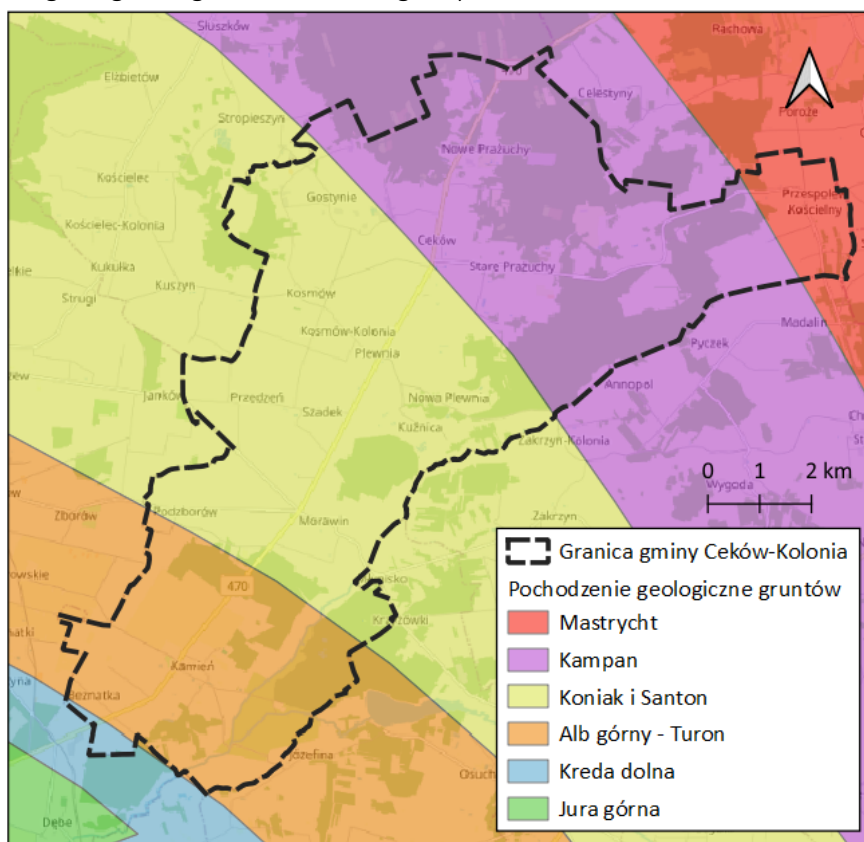 Słuszków
Rachowa
Elżbietów
470
Celestyny
Stropieszyn
Poroże
Nowe Prażuchy
Kościelec
Przespolew
Kościelny
Gostynie
Kościelec-Kolonia
Ceków
Kukułka
Stare Prażuchy
Kuszyn
Strugi
Kosmów
Madalin
Kosmów-Kolonia
Pyczek
Plewnia
Annopol
Janków
Przedzeń
Nowa Plewnia
Szadek
Kuźnica
Zakrzyn-Kolonia
0 1 2 km
Wygoda
Zborów
Podzborów
Morawin
Zakrzyn
Granica gminy Ceków-Kolonia
470
Pochodzenie geologiczne gruntów
Mastrycht
Kamień
Kampan
Beznatka
Koniak i Santon
Alb górny - Turon
Józefina
Kreda dolna
Dębe
Jura górna